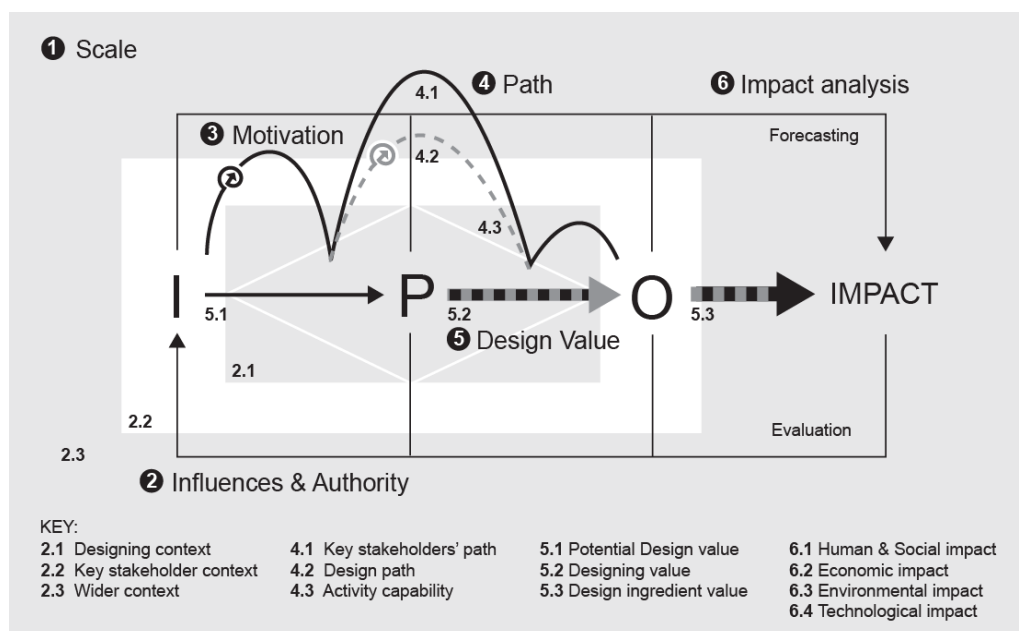 ❶ Scale
❹ Path
❻ Impact analysis
4.1
❸ Motivation
Forecasting
4.2
4.3
I
P
O
IMPACT
5.1
5.2
5.3
❺ Design Value
2.1
2.2
Evaluation
2.3
❷ Influences & Authority
KEY:
2.1 Designing context
2.2 Key stakeholder context
2.3 Wider context
4.1 Key stakeholders' path
4.2 Design path
4.3 Activity capability
5.1 Potential Design value
5.2 Designing value
5.3 Design ingredient value
6.1 Human & Social impact
6.2 Economic impact
6.3 Environmental impact
6.4 Technological impact